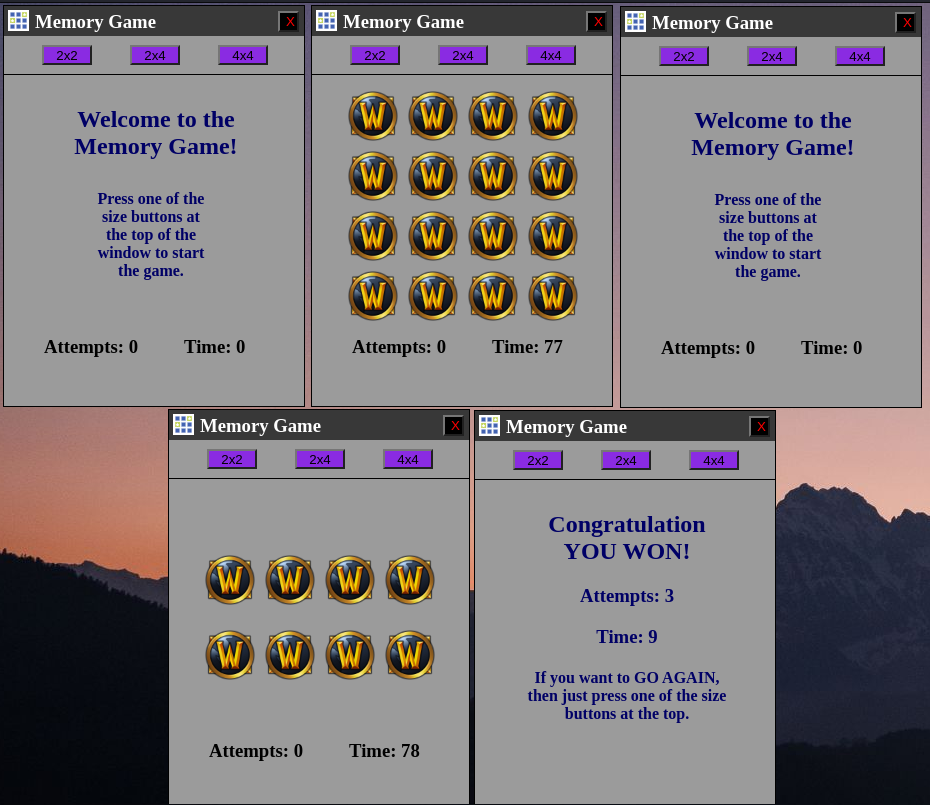 Memory Game X
2x2 2x4 4x4
Welcome to the
Memory Game!
Press one of the
size buttons at
the top of the
window to start
the game.
Attempts: 0 Time: 0
Memory Game X
2x2 2x4 4x4
W W W W
W W W W
W W W W
W W W W
Attempts: 0 Time: 77
Memory Game X
2x2 2x4 4x4
Welcome to the
Memory Game!
Press one of the
size buttons at
the top of the
window to start
the game.
Attempts: 0 Time: 0
Memory Game X
2x2 2x4 4x4
W W W W
W W W W
Attempts: 0 Time: 78
Memory Game X
2x2 2x4 4x4
Congratulation
YOU WON!
Attempts: 3
Time: 9
If you want to GO AGAIN,
then just press one of the size
buttons at the top.